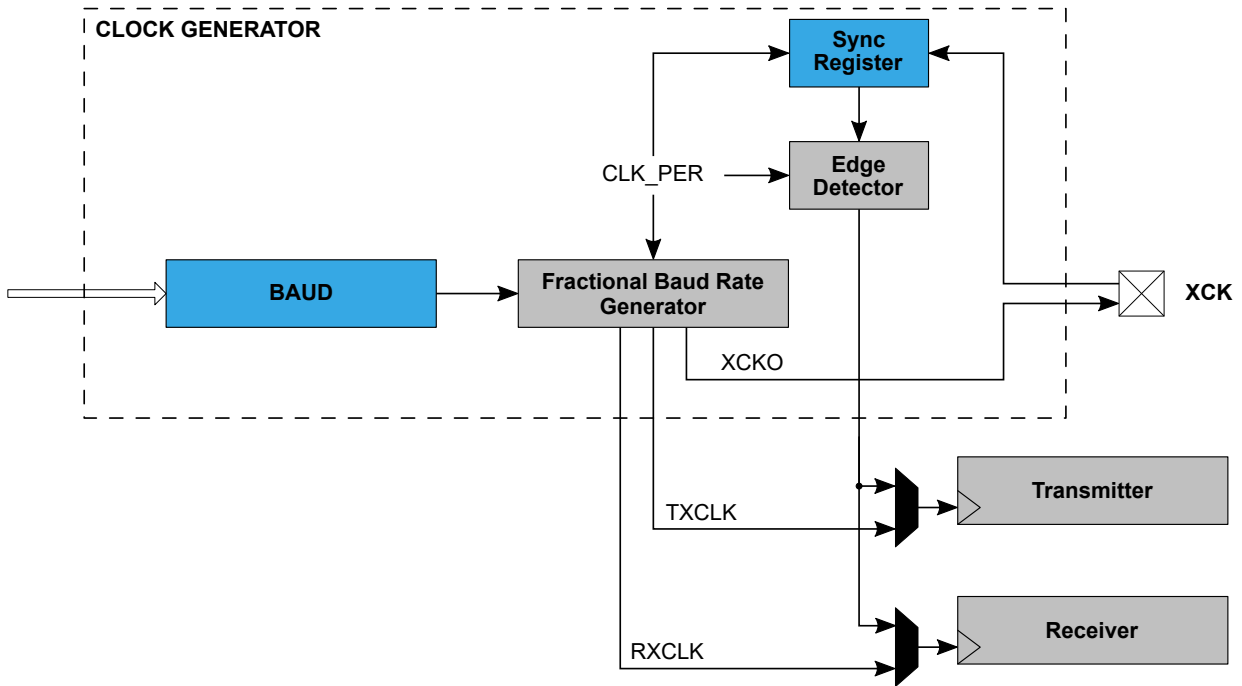 CLOCK GENERATOR
Sync
Register
CLK_PER
Edge
Detector
BAUD
Fractional Baud Rate
Generator
XCK
XCKO
Transmitter
TXCLK
Receiver
RXCLK